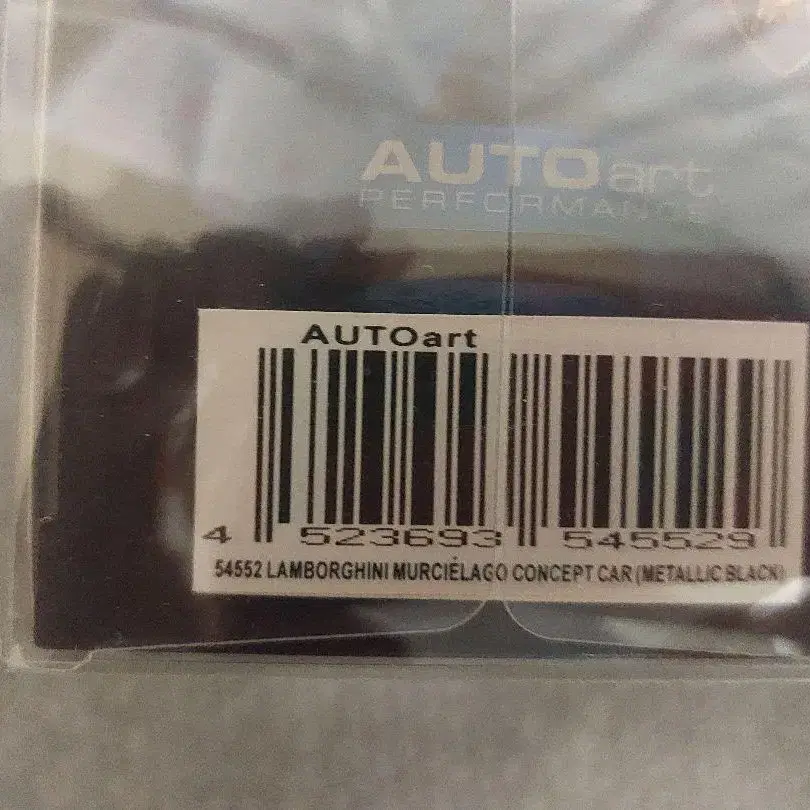 AUTOart
PERFORMANCE
AUTOart
4 523693 545529
54552 LAMBORGHINI MURCIÉLAGO CONCEPT CAR (METALLIC BLACK)